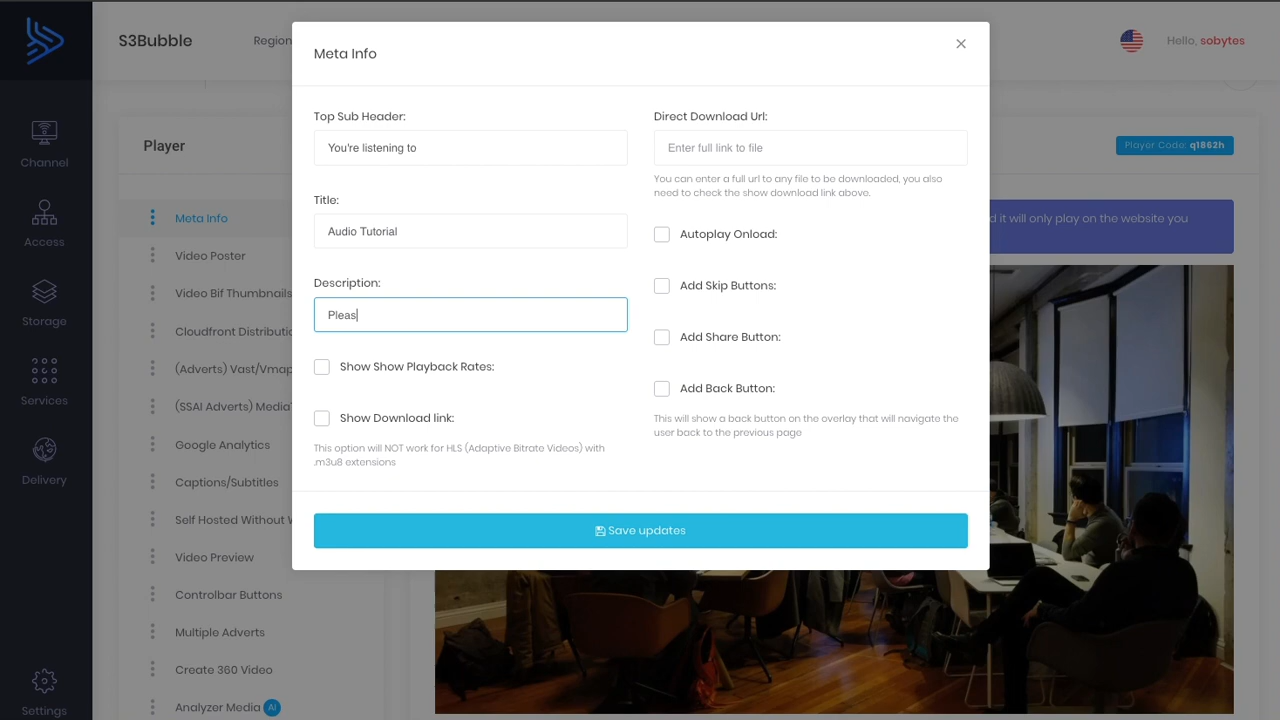 S3Bubble
Region
Hello, sobytes
Channel
Access
Storage
Services
Delivery
Settings
Player
Player Code: q1862h
Meta Info
Video Poster
Video Bif Thumbnails
Cloudfront Distributio
(Adverts) Vast/Vmap
(SSAI Adverts) MediaT
Google Analytics
Captions/Subtitles
Self Hosted Without W
Video Preview
Controlbar Buttons
Multiple Adverts
Create 360 Video
Analyzer Media AI
d it will only play on the website you
Meta Info
Top Sub Header:
You're listening to
Title:
Audio Tutorial
Description:
Pleas
Show Show Playback Rates:
Show Download link:
This option will NOT work for HLS (Adaptive Bitrate Videos) with
.m3u8 extensions
Direct Download Url:
Enter full link to file
You can enter a full url to any file to be downloaded, you also
need to check the show download link above.
Autoplay Onload:
Add Skip Buttons:
Add Share Button:
Add Back Button:
This will show a back button on the overlay that will navigate the
user back to the previous page
Save updates